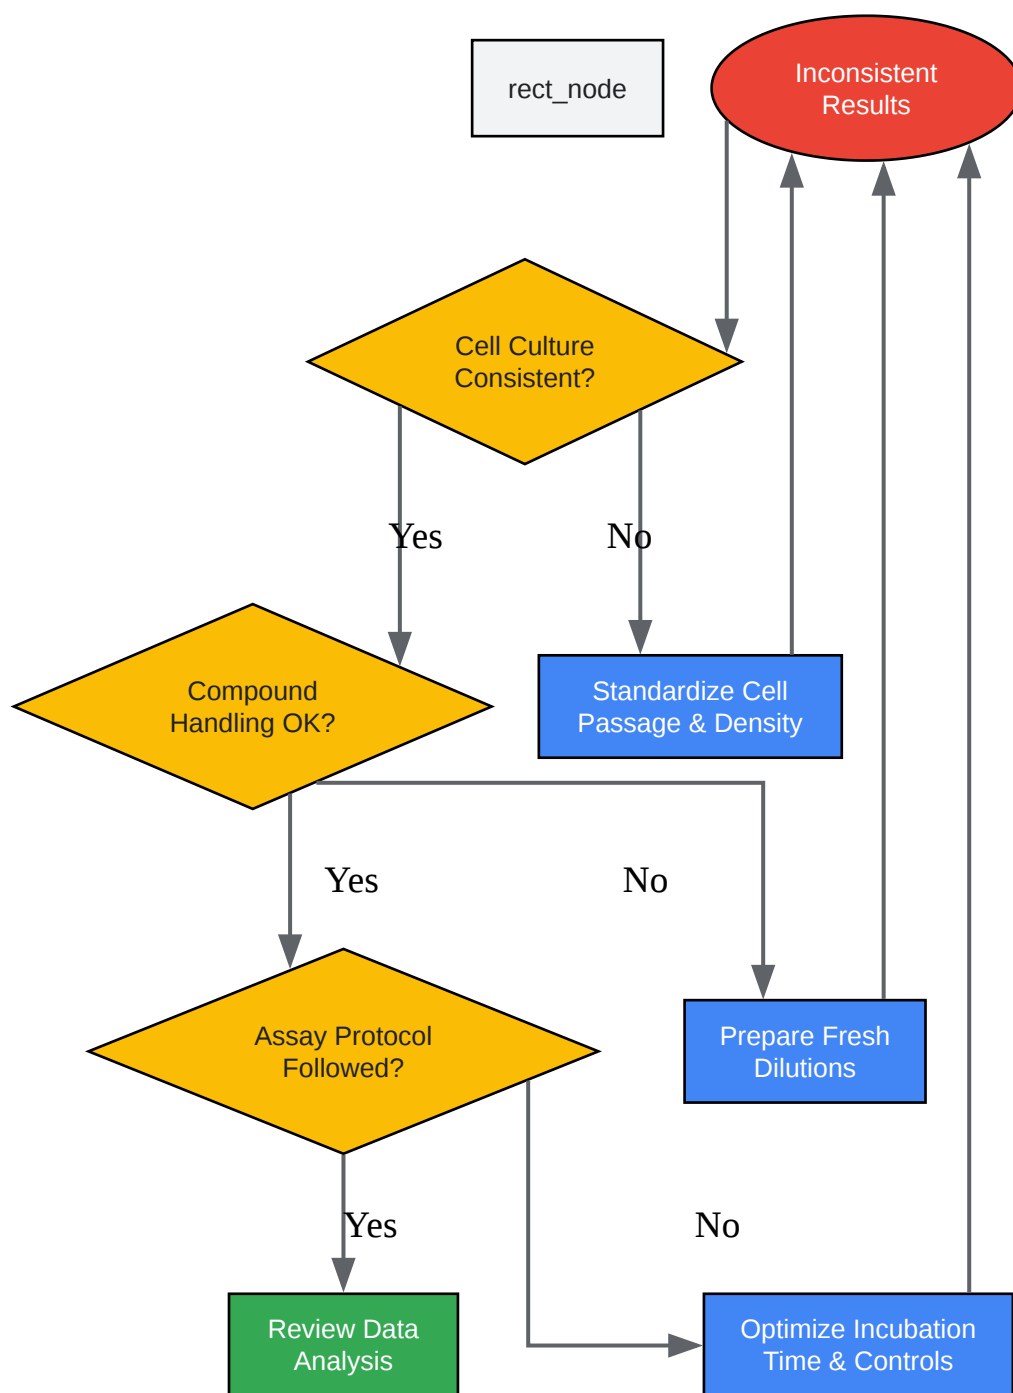 rect_node
Inconsistent
Results
Cell Culture
Consistent?
Yes
No
Compound
Handling OK?
Standardize Cell
Passage & Density
Yes
No
Assay Protocol
Followed?
Prepare Fresh
Dilutions
Yes
No
Review Data
Analysis
Optimize Incubation
Time & Controls